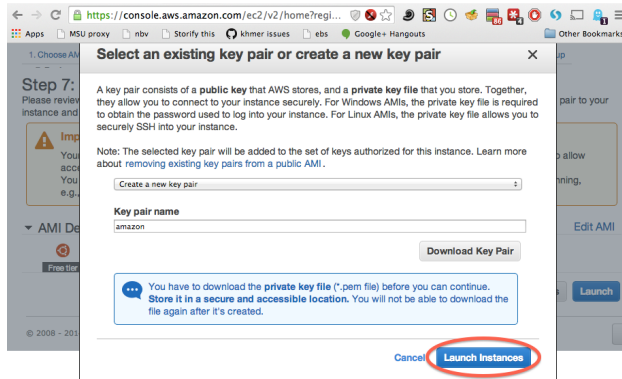 https://console.aws.amazon.com/ec2/v2/home?regi...
Apps MSU proxy nbv Storify this khmer issues ebs Google+ Hangouts Other Bookmarks
1. Choose AM
Select an existing key pair or create a new key pair
×
up
Step 7:
Please review
instance and
pair to your
A key pair consists of a public key that AWS stores, and a private key file that you store. Together,
they allow you to connect to your instance securely. For Windows AMIs, the private key file is required
to obtain the password used to log into your instance. For Linux AMIs, the private key file allows you to
securely SSH into your instance.
Imp
Your
acce
You
e.g.,
o allow
nning,
Note: The selected key pair will be added to the set of keys authorized for this instance. Learn more
about removing existing key pairs from a public AMI.
Create a new key pair
Key pair name
amazon
AMI De
Edit AMI
Free tier
Download Key Pair
You have to download the private key file (*.pem file) before you can continue.
Store it in a secure and accessible location. You will not be able to download the
file again after it's created.
Launch
© 2008 - 201
Cancel
Launch Instances